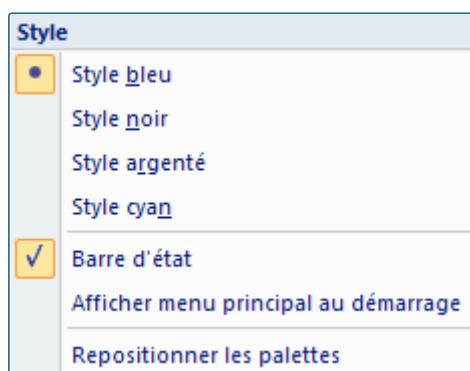 Style
Style bleu
Style noir
Style argenté
Style cyan
Barre d'état
Afficher menu principal au démarrage
Repositionner les palettes